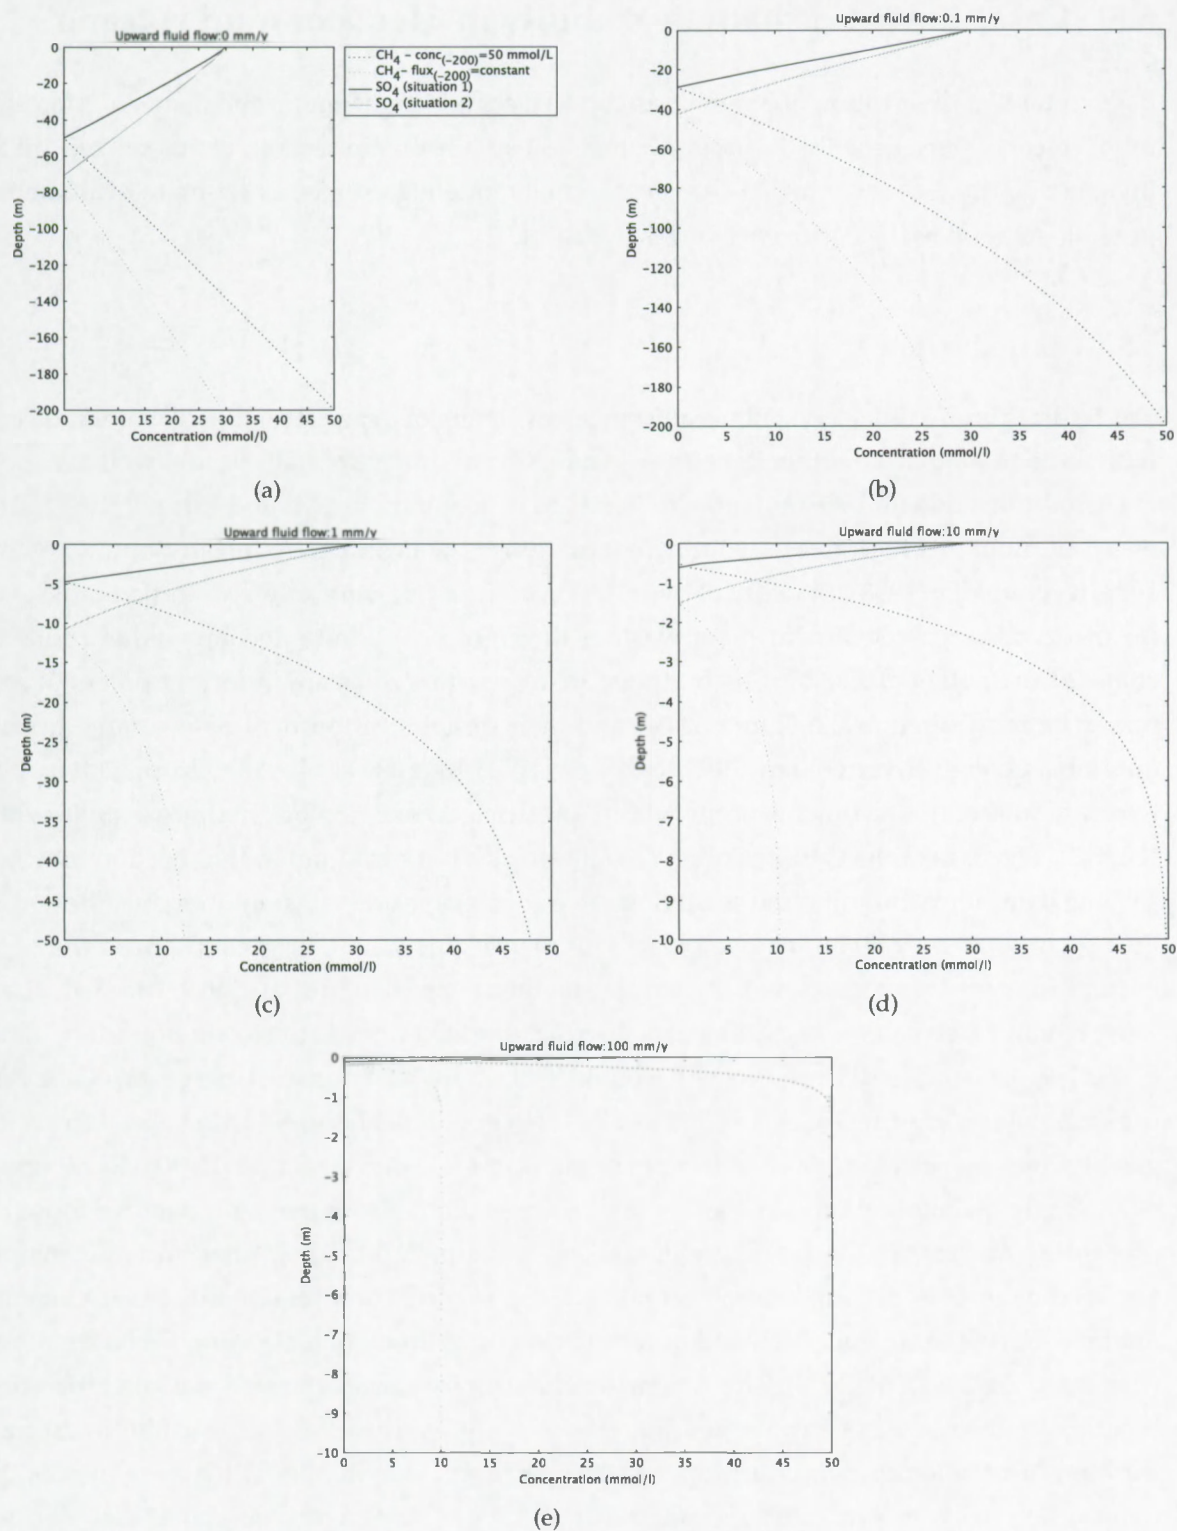 Upward fluid flow:0 mm/y
CH4 - conc(-200)=50 mmol/L
CH4- flux(-200)=constant
SO4 (situation 1)
SO4 (situation 2)
0
-20
-40
-60
-80
-100
-120
-140
-160
-180
-200
Depth (m)
0 5 10 15 20 25 30 35 40 45 50
Concentration (mmol/l)
(a)
Upward fluid flow:0.1 mm/y
0
-20
-40
-60
-80
-100
-120
-140
-160
-180
-200
Depth (m)
0 5 10 15 20 25 30 35 40 45 50
Concentration (mmol/l)
(b)
Upward fluid flow:1 mm/y
0
-5
-10
-15
-20
-25
-30
-35
-40
-45
-50
Depth (m)
0 5 10 15 20 25 30 35 40 45 50
Concentration (mmol/l)
(c)
Upward fluid flow:10 mm/y
0
-1
-2
-3
-4
-5
-6
-7
-8
-9
-10
Depth (m)
0 5 10 15 20 25 30 35 40 45 50
Concentration (mmol/l)
(d)
Upward fluid flow:100 mm/y
0
-1
-2
-3
-4
-5
-6
-7
-8
-9
-10
Depth (m)
0 5 10 15 20 25 30 35 40 45 50
Concentration (mmol/l)
(e)